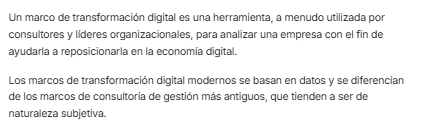 Un marco de transformación digital es una herramienta, a menudo utilizada por
consultores y líderes organizacionales, para analizar una empresa con el fin de
ayudarla a reposicionarla en la economía digital.
Los marcos de transformación digital modernos se basan en datos y se diferencian
de los marcos de consultoría de gestión más antiguos, que tienden a ser de
naturaleza subjetiva.